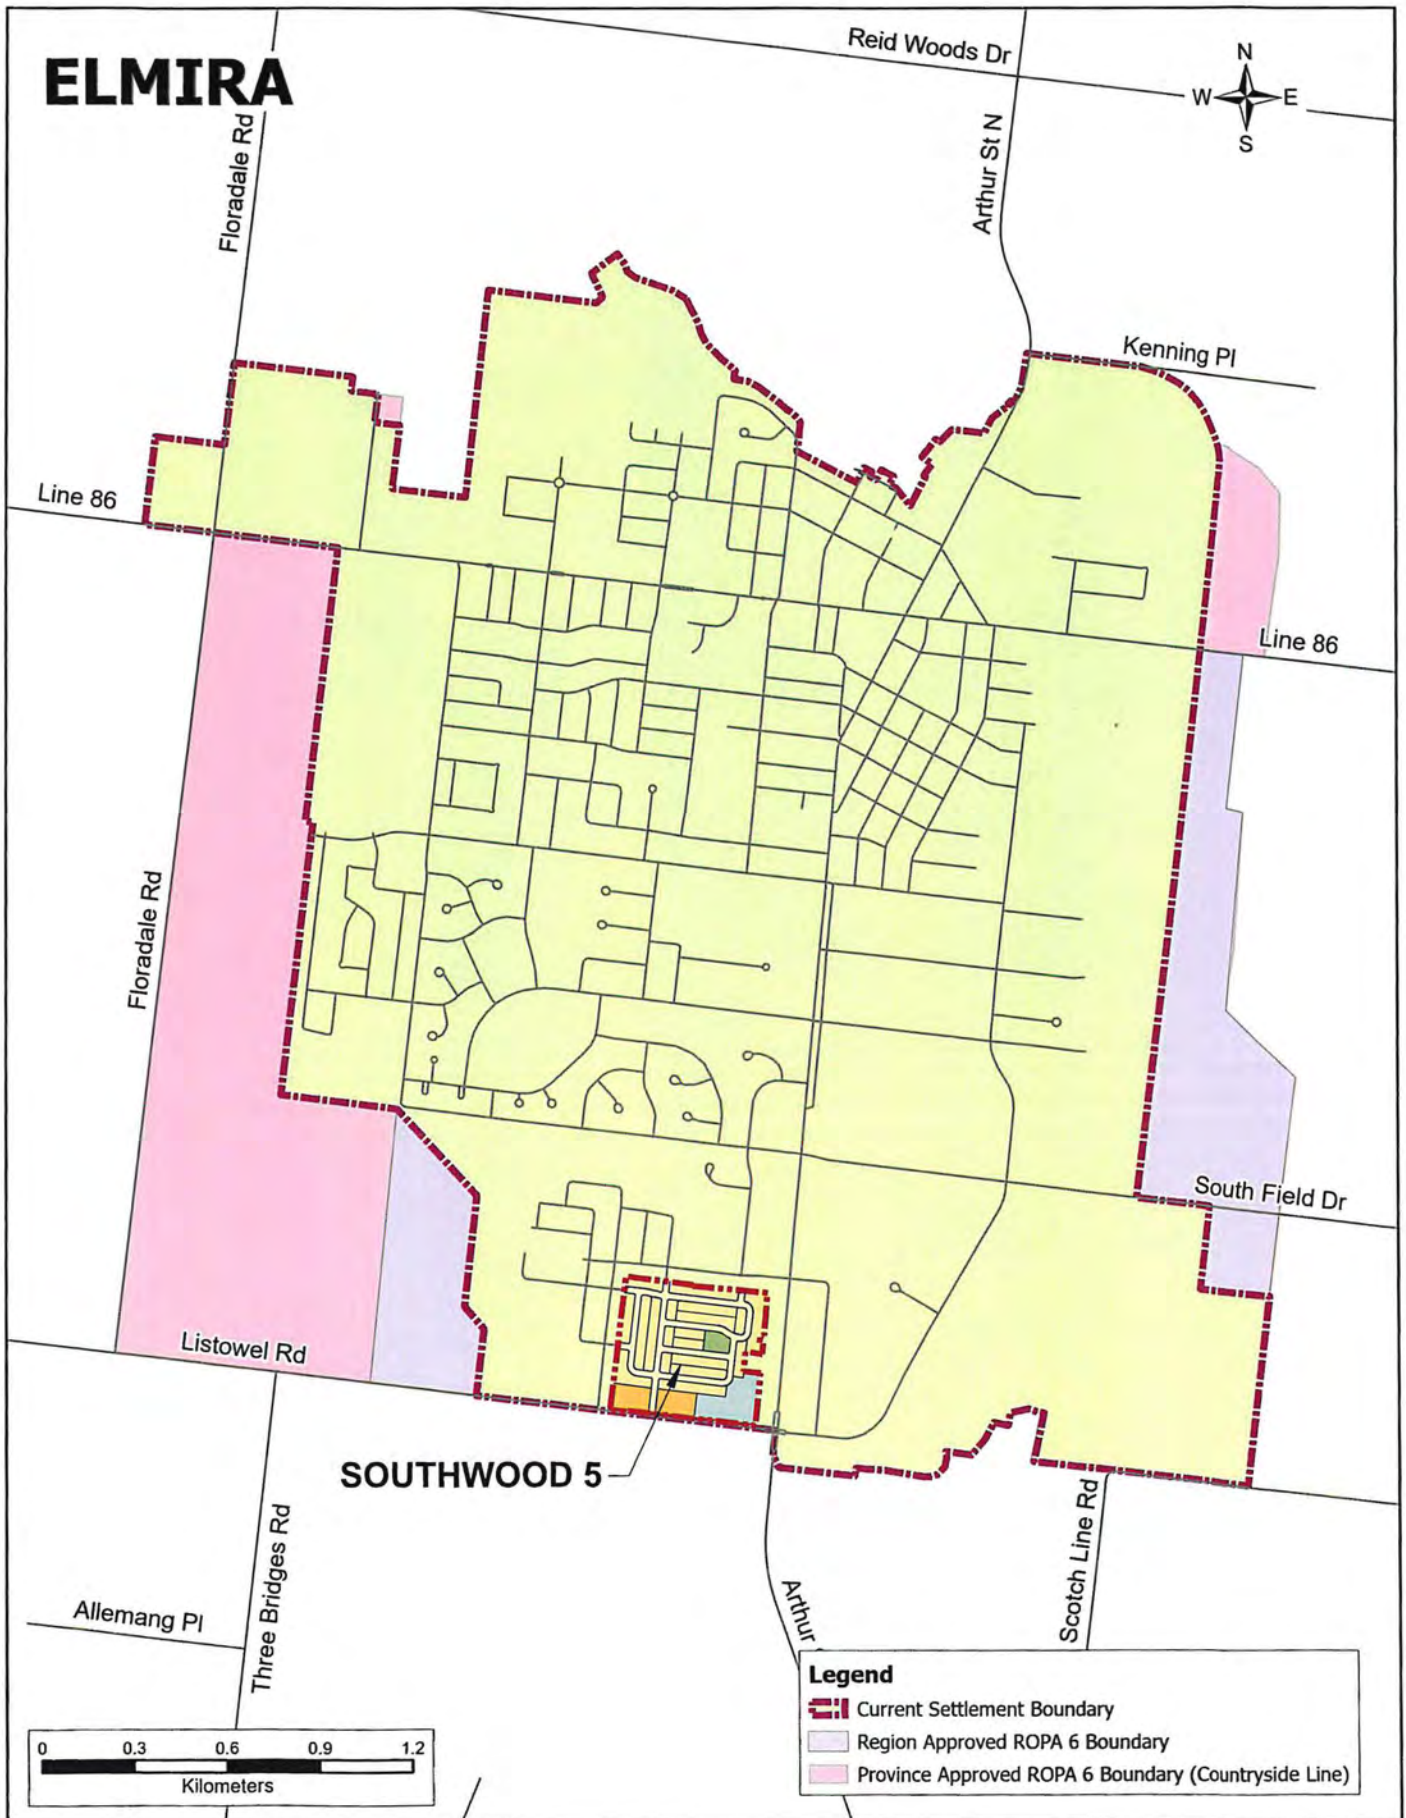 ELMIRA
Reid Woods Dr
N
W
E
S
Floradale Rd
Arthur St N
Kenning Pl
Line 86
Line 86
Floradale Rd
South Field Dr
Listowel Rd
SOUTHWOOD 5
Three Bridges Rd
Scotch Line Rd
Arthur
Allemang Pl
Legend
Current Settlement Boundary
Region Approved ROPA 6 Boundary
Province Approved ROPA 6 Boundary (Countryside Line)
0 0.3 0.6 0.9 1.2
Kilometers